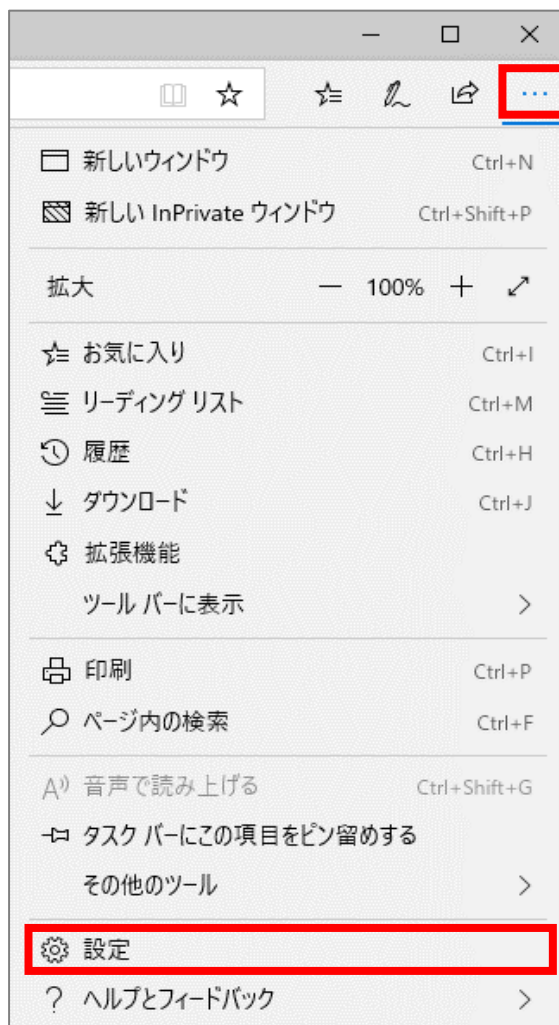 新しいウィンドウ Ctrl+N
新しい InPrivate ウィンドウ Ctrl+Shift+P
拡大 — 100% +
お気に入り Ctrl+I
リーディング リスト Ctrl+M
履歴 Ctrl+H
ダウンロード Ctrl+J
拡張機能
ツール バーに表示
印刷 Ctrl+P
ページ内の検索 Ctrl+F
音声で読み上げる Ctrl+Shift+G
タスク バーにこの項目をピン留めする
その他のツール
設定
ヘルプとフィードバック